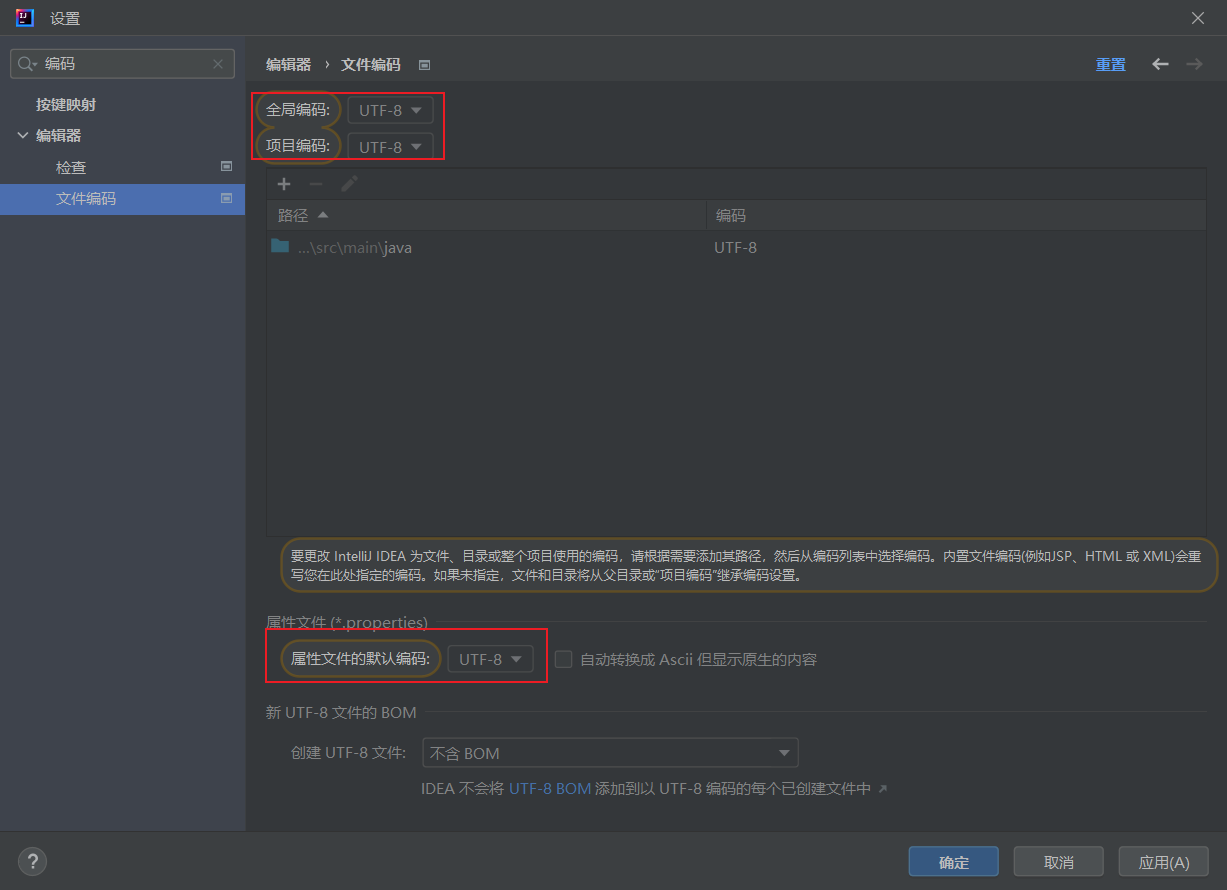 设置
编码
编辑器 › 文件编码
重置
按键映射
编辑器
检查
文件编码
全局编码: UTF-8
项目编码: UTF-8
路径 编码
...\src\main\java UTF-8
要更改 IntelliJ IDEA 为文件、目录或整个项目使用的编码，请根据需要添加其路径，然后从编码列表中选择编码。内置文件编码(例如JSP、HTML 或 XML)会重
写您在此处指定的编码。如果未指定，文件和目录将从父目录或"项目编码"继承编码设置。
属性文件 (*.properties)
属性文件的默认编码: UTF-8 自动转换成 Ascii 但显示原生的内容
新 UTF-8 文件的 BOM
创建 UTF-8 文件: 不含 BOM
IDEA 不会将 UTF-8 BOM 添加到以 UTF-8 编码的每个已创建文件中 ↗
?
确定 取消 应用(A)